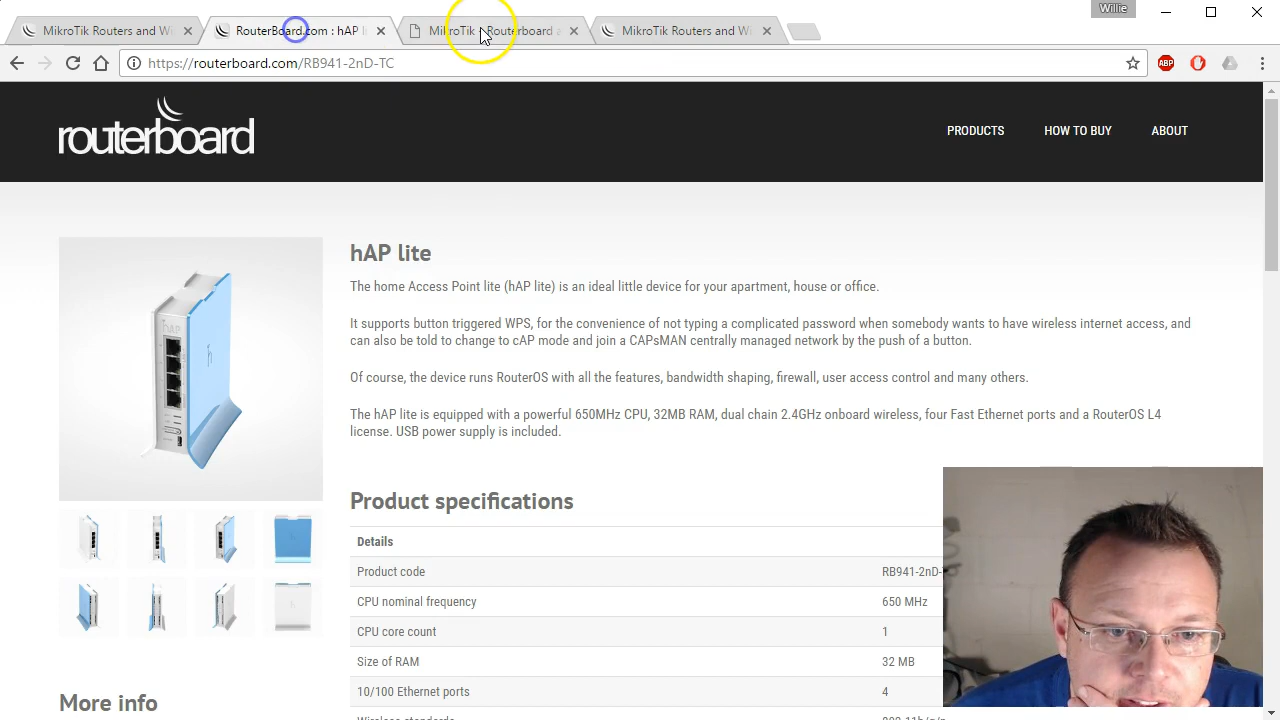 Willie
MikroTik Routers and Wi
RouterBoard.com : hAP l
MikroTik - Routerboard a
MikroTik Routers and Wi
https://routerboard.com/RB941-2nD-TC
ABP
routerboard
PRODUCTS
HOW TO BUY
ABOUT
hAP
hAP lite
The home Access Point lite (hAP lite) is an ideal little device for your apartment, house or office.
It supports button triggered WPS, for the convenience of not typing a complicated password when somebody wants to have wireless internet access, and
can also be told to change to cAP mode and join a CAPsMAN centrally managed network by the push of a button.
Of course, the device runs RouterOS with all the features, bandwidth shaping, firewall, user access control and many others.
The hAP lite is equipped with a powerful 650MHz CPU, 32MB RAM, dual chain 2.4GHz onboard wireless, four Fast Ethernet ports and a RouterOS L4
license. USB power supply is included.
Product specifications
Details
Product code RB941-2nD-
CPU nominal frequency 650 MHz
CPU core count 1
Size of RAM 32 MB
10/100 Ethernet ports 4
More info